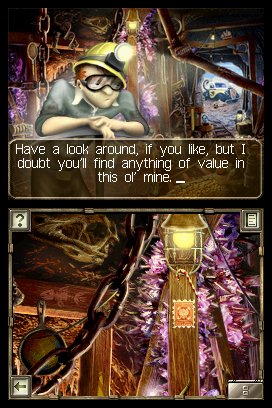 Have a look around, if you like, but I
doubt you'll find anything of value in
this ol' mine.
?